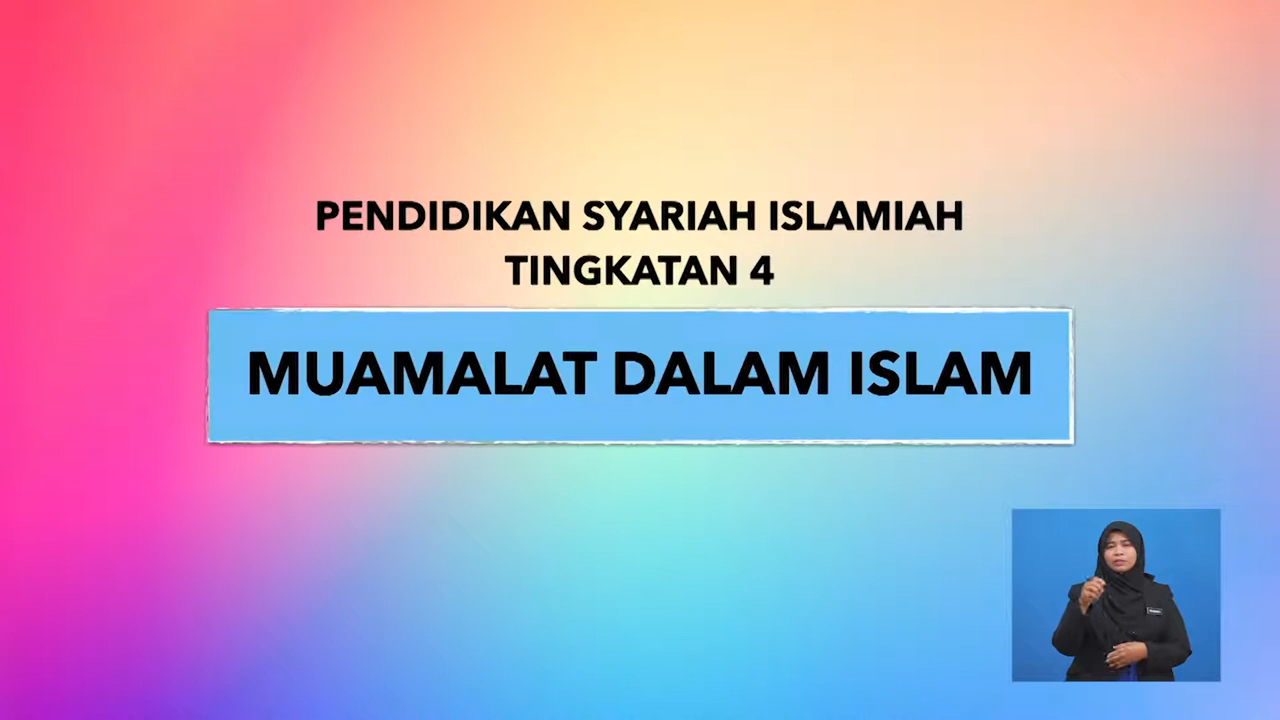 PENDIDIKAN SYARIAH ISLAMIAH
TINGKATAN 4
MUAMALAT DALAM ISLAM